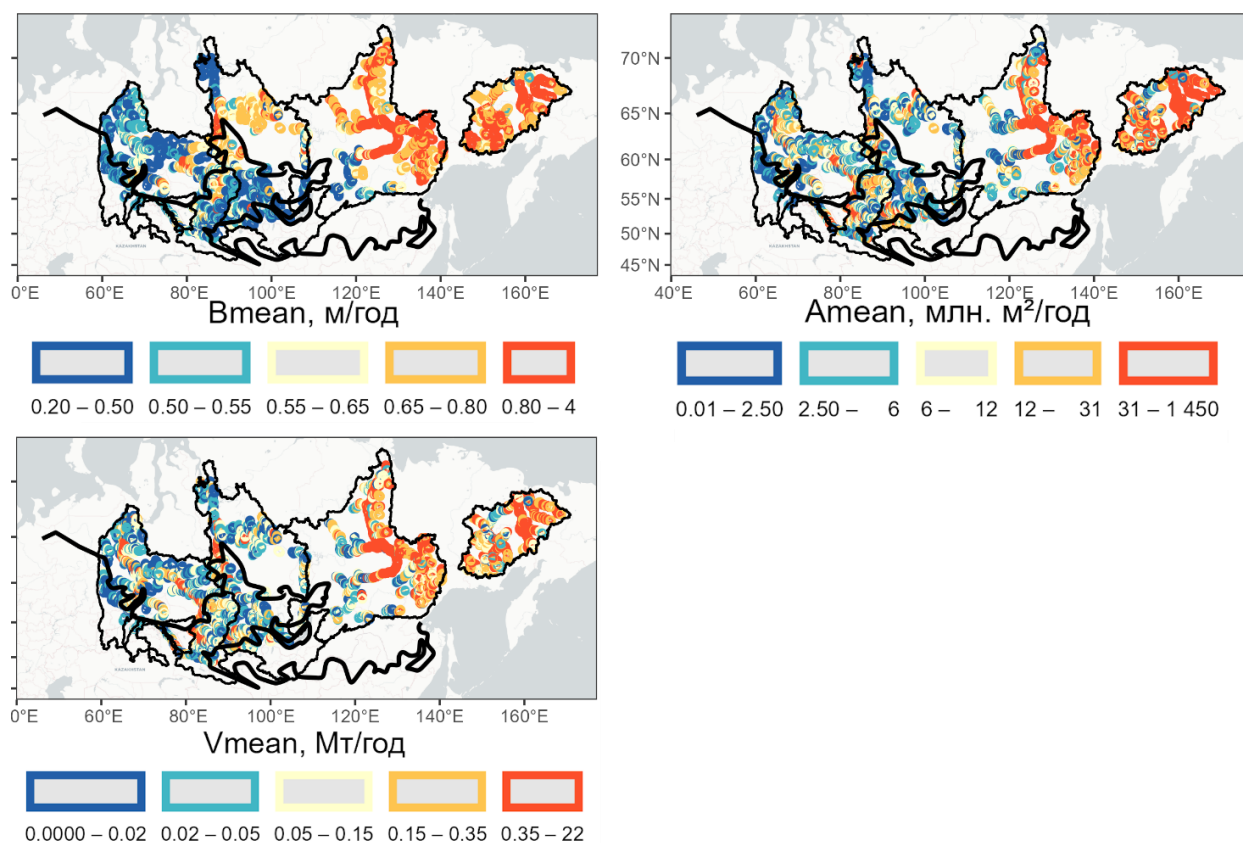 70°N
65°N
60°N
55°N
50°N
45°N
KAZAKHSTAN
KAZAKHSTAN
0°E 60°E 80°E 100°E 120°E 140°E 160°E
40°E 60°E 80°E 100°E 120°E 140°E 160°E
Bmean, м/год
Amean, млн. м²/год
0.20 – 0.50 0.50 – 0.55 0.55 – 0.65 0.65 – 0.80 0.80 – 4
0.01 – 2.50 2.50 – 6 6 – 12 12 – 31 31 – 1 450
KAZAKHSTAN
0°E 60°E 80°E 100°E 120°E 140°E 160°E
Vmean, Мт/год
0.0000 – 0.02 0.02 – 0.05 0.05 – 0.15 0.15 – 0.35 0.35 – 22